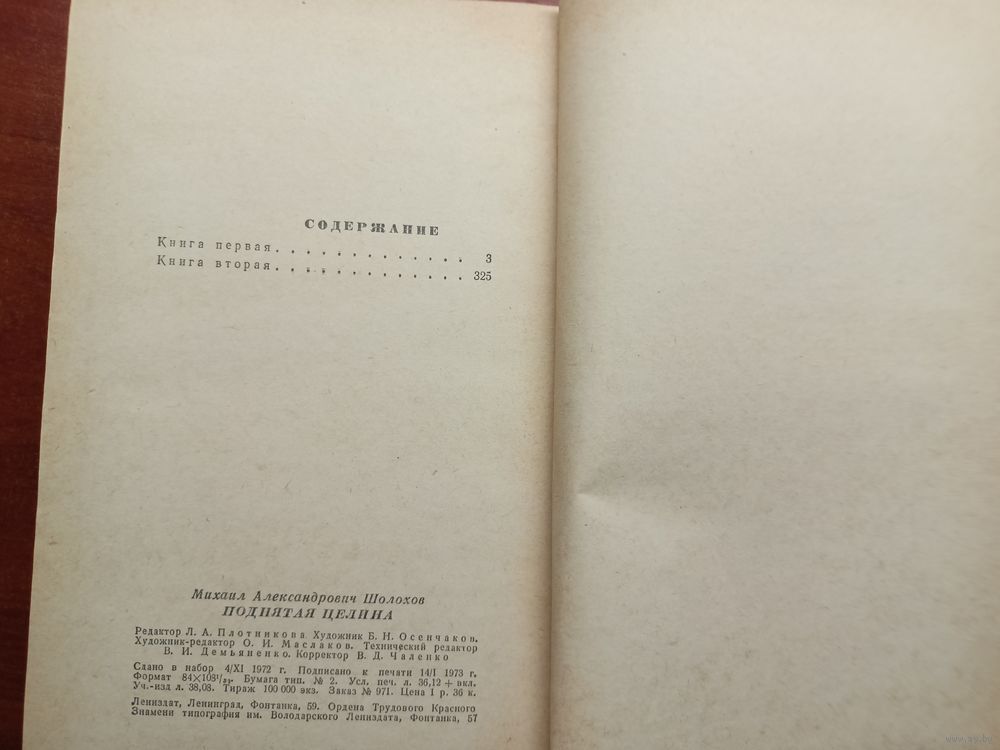 СОДЕРЖАНИЕ
Книга первая. . . . . . . . . . . . . 3
Книга вторая. . . . . . . . . . . . . 325
Михаил Александрович Шолохов
ПОДНЯТАЯ ЦЕЛИНА
Редактор Л. А. Плотникова. Художник Б. Н. Осенчаков.
Художник-редактор О. И. Маслаков. Технический редактор
В. И. Демьяненко. Корректор В. Д. Чаленко
Сдано в набор 4/XI 1972 г. Подписано к печати 14/I 1973 г.
Формат 84×108¹/₃₂. Бумага тип. № 2. Усл. печ. л. 36,12 + вкл.
Уч.-изд л. 38,08. Тираж 100 000 экз. Заказ № 971. Цена 1 р. 36 к.
Лениздат, Ленинград, Фонтанка, 59. Ордена Трудового Красного
Знамени типография им. Володарского Лениздата, Фонтанка, 57